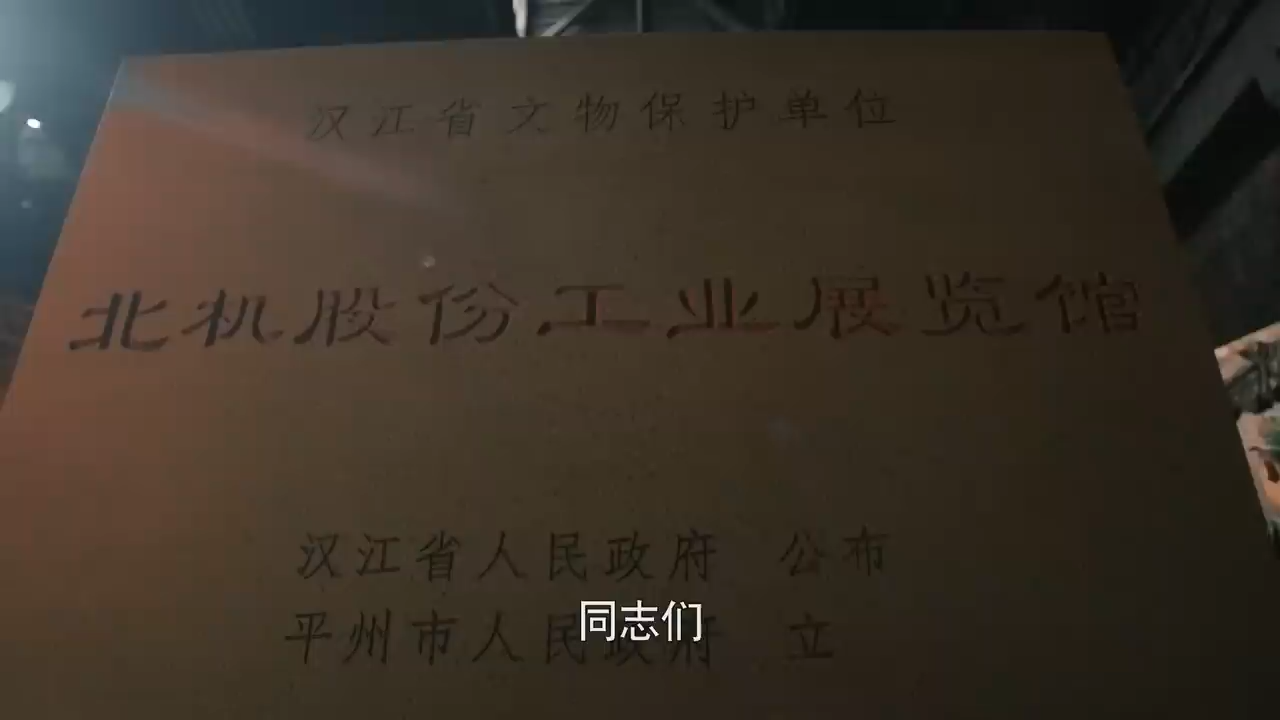 汉江省文物保护单位
北机股份工业展览馆
汉江省人民政府 公布
平州市人民政府 立
同志们